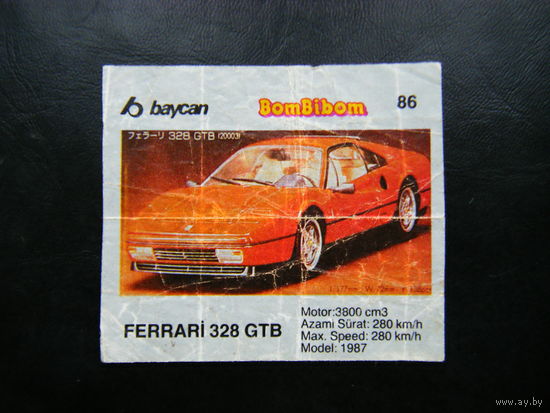 baycan
BomBibom
86
フェラーリ 328 GTB (20003)
FERRARİ 328 GTB
Motor:3800 cm3
Azami Sürat: 280 km/h
Max. Speed: 280 km/h
Model: 1987
www.ay.by